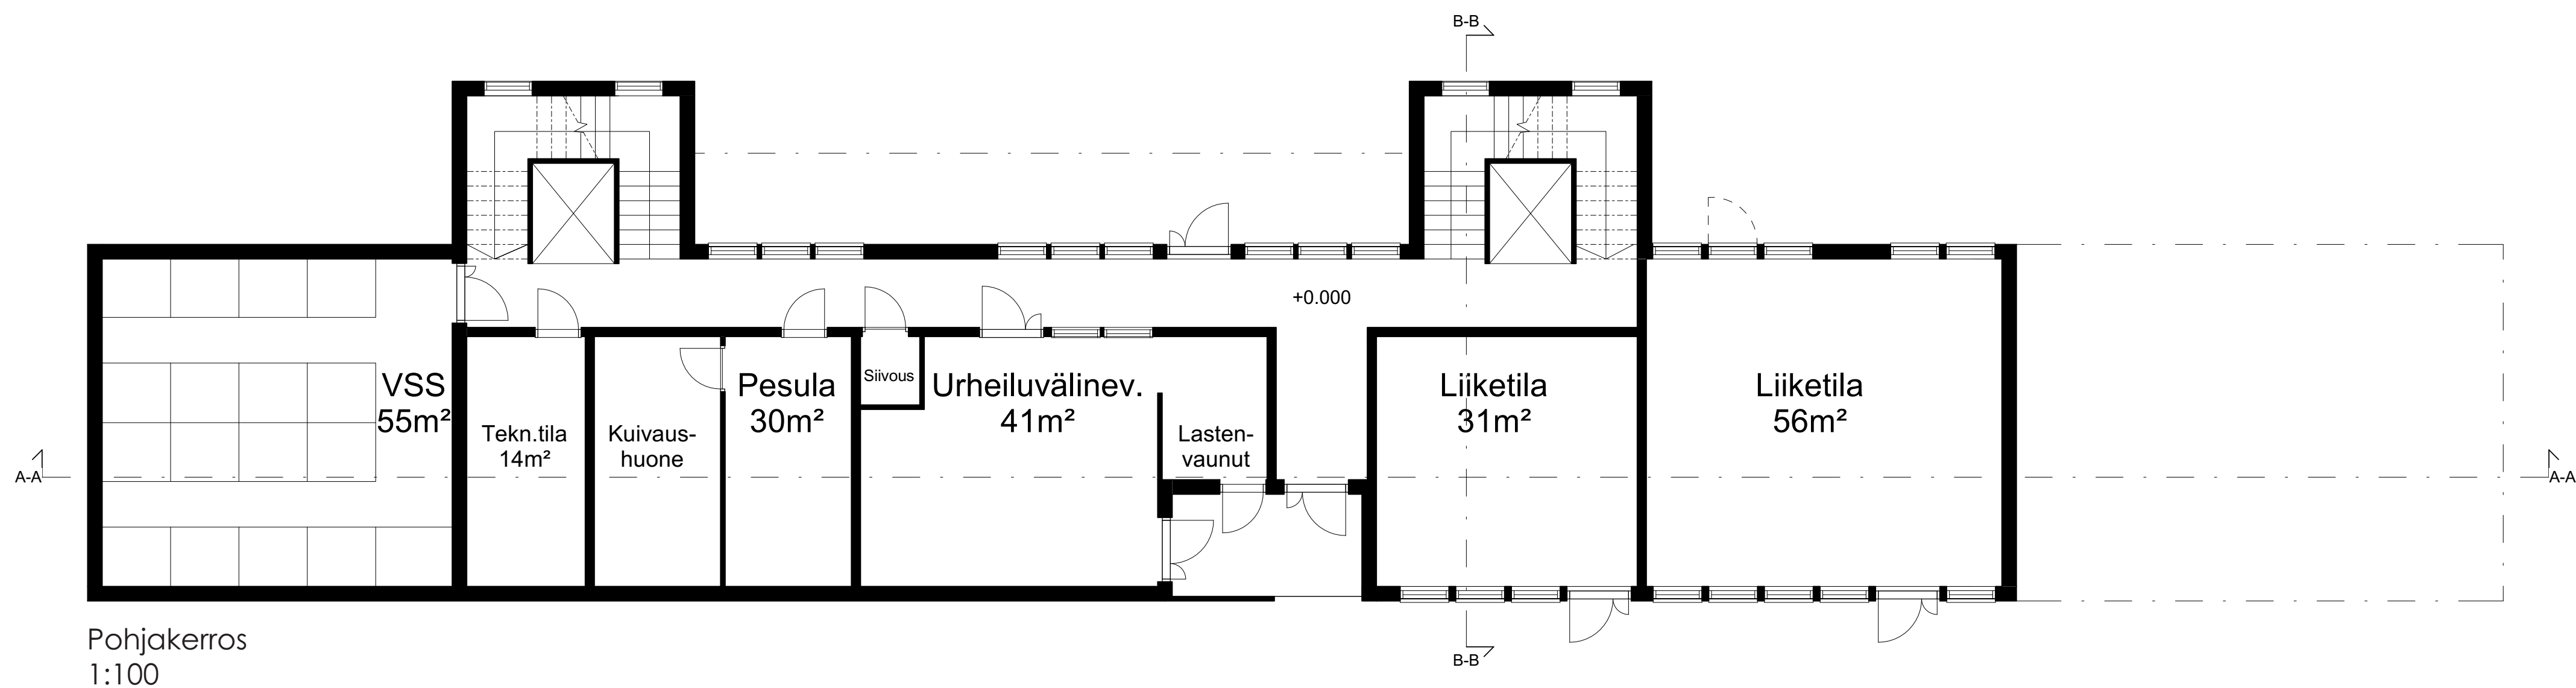 B-B
+0.000
VSS
55m²
Tekn.tila
14m²
Kuivaus-
huone
Pesula
30m²
Siivous
Urheiluvälinev.
41m²
Lasten-
vaunut
Liiketila
31m²
Liiketila
56m²
A-A
A-A
B-B
Pohjakerros
1:100